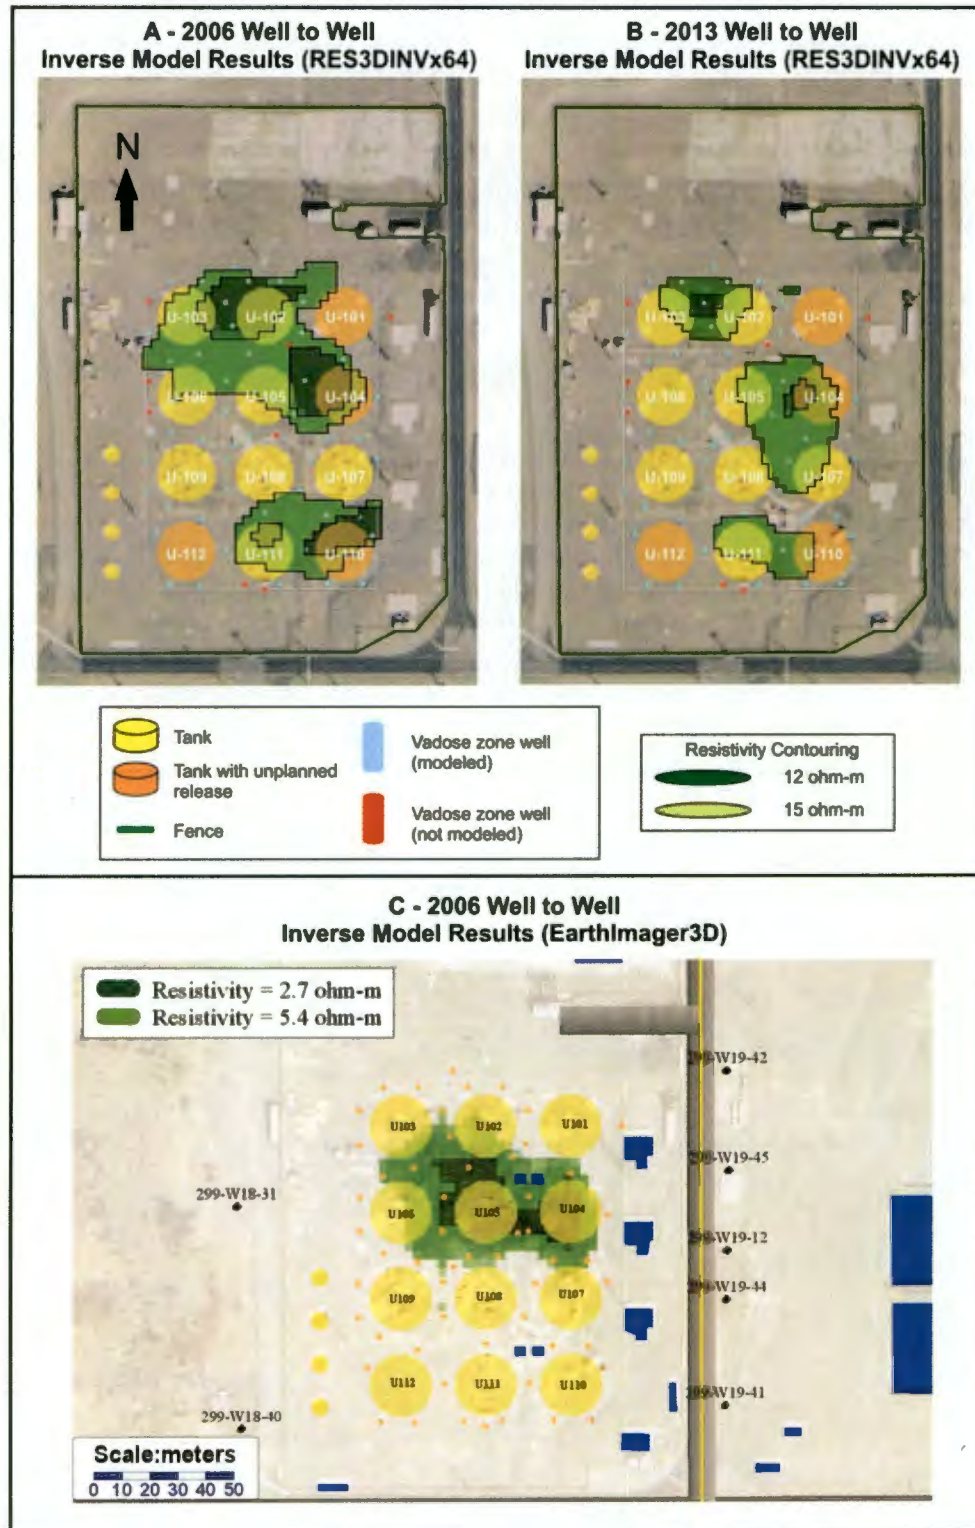 A - 2006 Well to Well
Inverse Model Results (RES3DINVx64)
B - 2013 Well to Well
Inverse Model Results (RES3DINVx64)
N
U-103
U-102
U-101
U-106
U-105
U-104
U-109
U-108
U-107
U-112
U-111
U-110
U-103
U-102
U-101
U-106
U-105
U-104
U-109
U-108
U-107
U-112
U-111
U-110
Tank
Tank with unplanned
release
Fence
Vadose zone well
(modeled)
Vadose zone well
(not modeled)
Resistivity Contouring
12 ohm-m
15 ohm-m
C - 2006 Well to Well
Inverse Model Results (EarthImager3D)
Resistivity = 2.7 ohm-m
Resistivity = 5.4 ohm-m
299-W19-42
U103
U102
U101
299-W19-45
299-W18-31
U106
U105
U104
299-W19-12
299-W19-44
U109
U108
U107
U112
U111
U110
299-W19-41
299-W18-40
Scale:meters
0 10 20 30 40 50